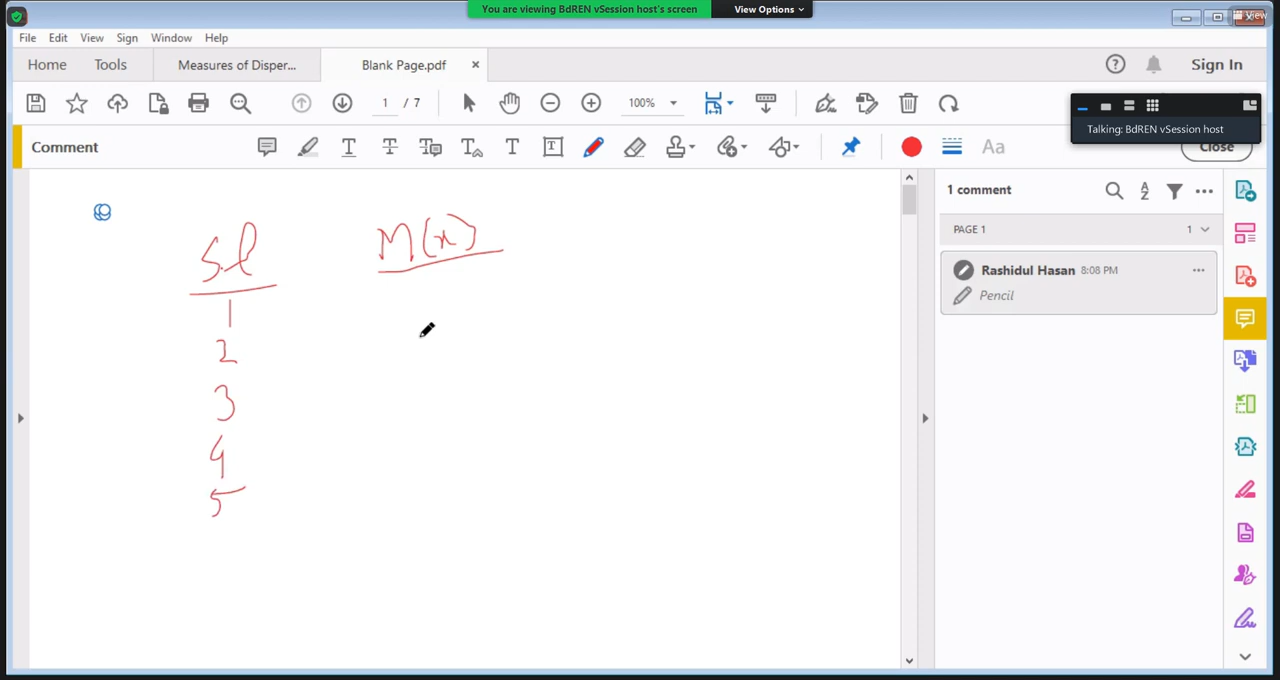 You are viewing BdREN vSession host's screen View Options
View
File Edit View Sign Window Help
Home Tools Measures of Disper... Blank Page.pdf × Sign In
1 / 7 100%
Talking: BdREN vSession host
Comment Aa Close
1 comment
PAGE 1 1
Rashidul Hasan 8:08 PM
Pencil
S.l M(x)
1
2
3
4
5